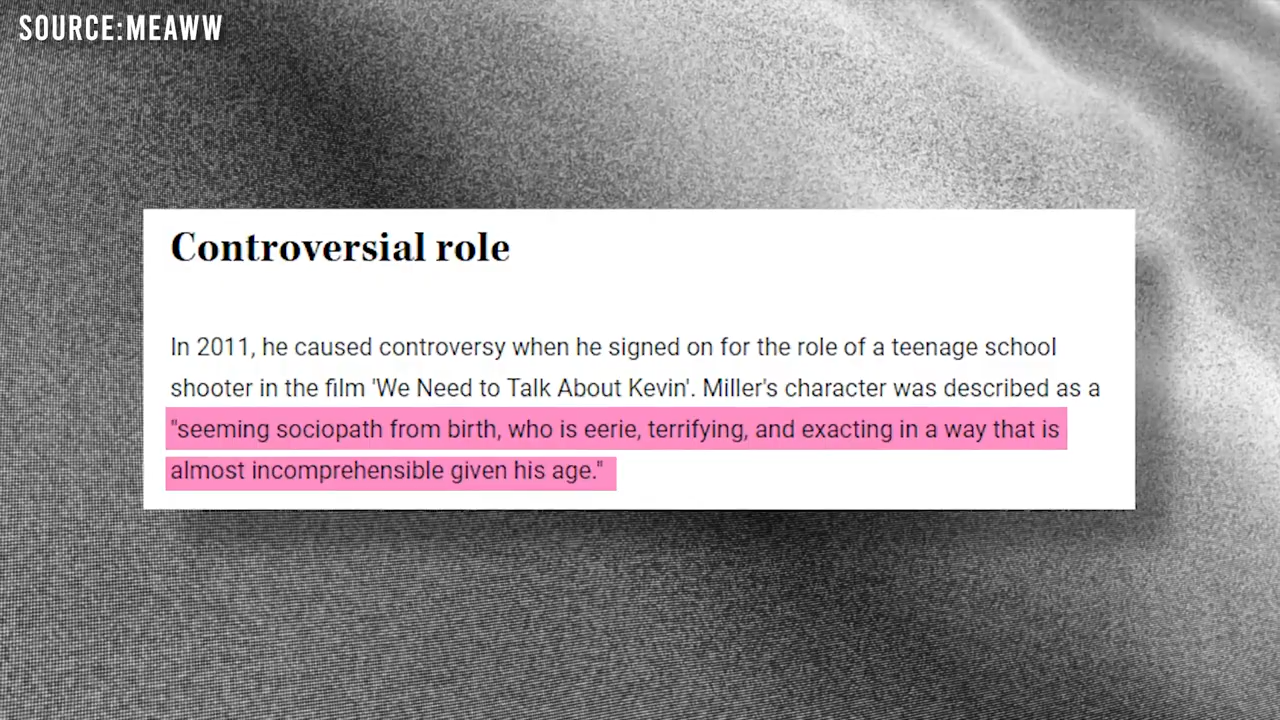 SOURCE:MEAWW
Controversial role
In 2011, he caused controversy when he signed on for the role of a teenage school
shooter in the film 'We Need to Talk About Kevin'. Miller's character was described as a
"seeming sociopath from birth, who is eerie, terrifying, and exacting in a way that is
almost incomprehensible given his age."